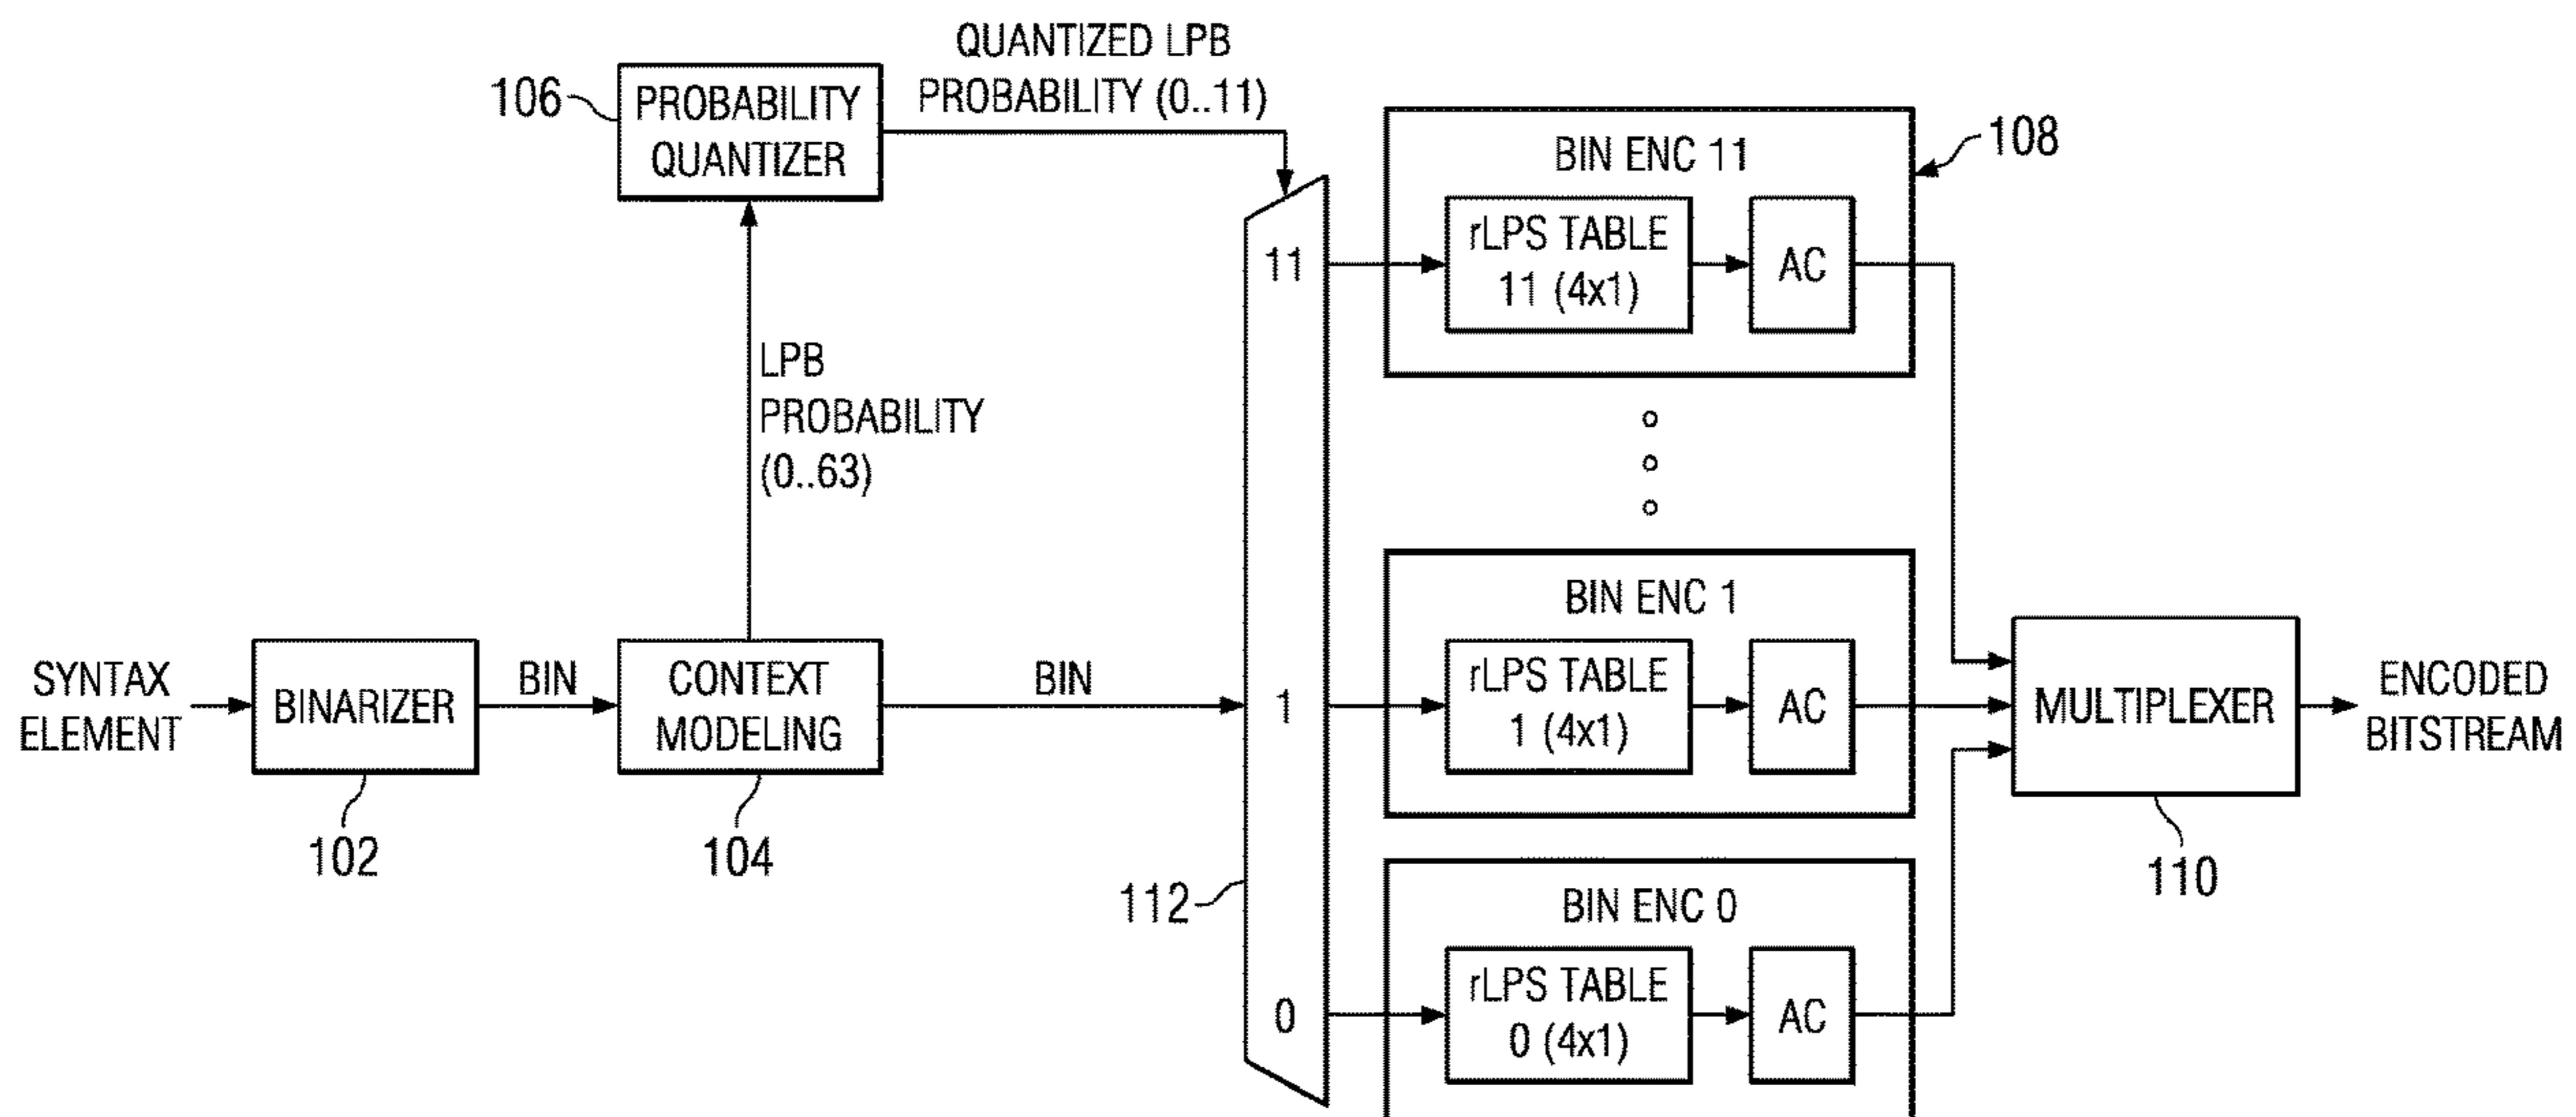 QUANTIZED LPB
PROBABILITY (0..11)
106
PROBABILITY
QUANTIZER
108
BIN ENC 11
rLPS TABLE
11 (4x1)
AC
11
LPB
PROBABILITY
(0..63)
BIN ENC 1
rLPS TABLE
1 (4x1)
AC
1
SYNTAX
ELEMENT
BINARIZER
BIN
CONTEXT
MODELING
BIN
MULTIPLEXER
ENCODED
BITSTREAM
102
104
112
110
BIN ENC 0
rLPS TABLE
0 (4x1)
AC
0